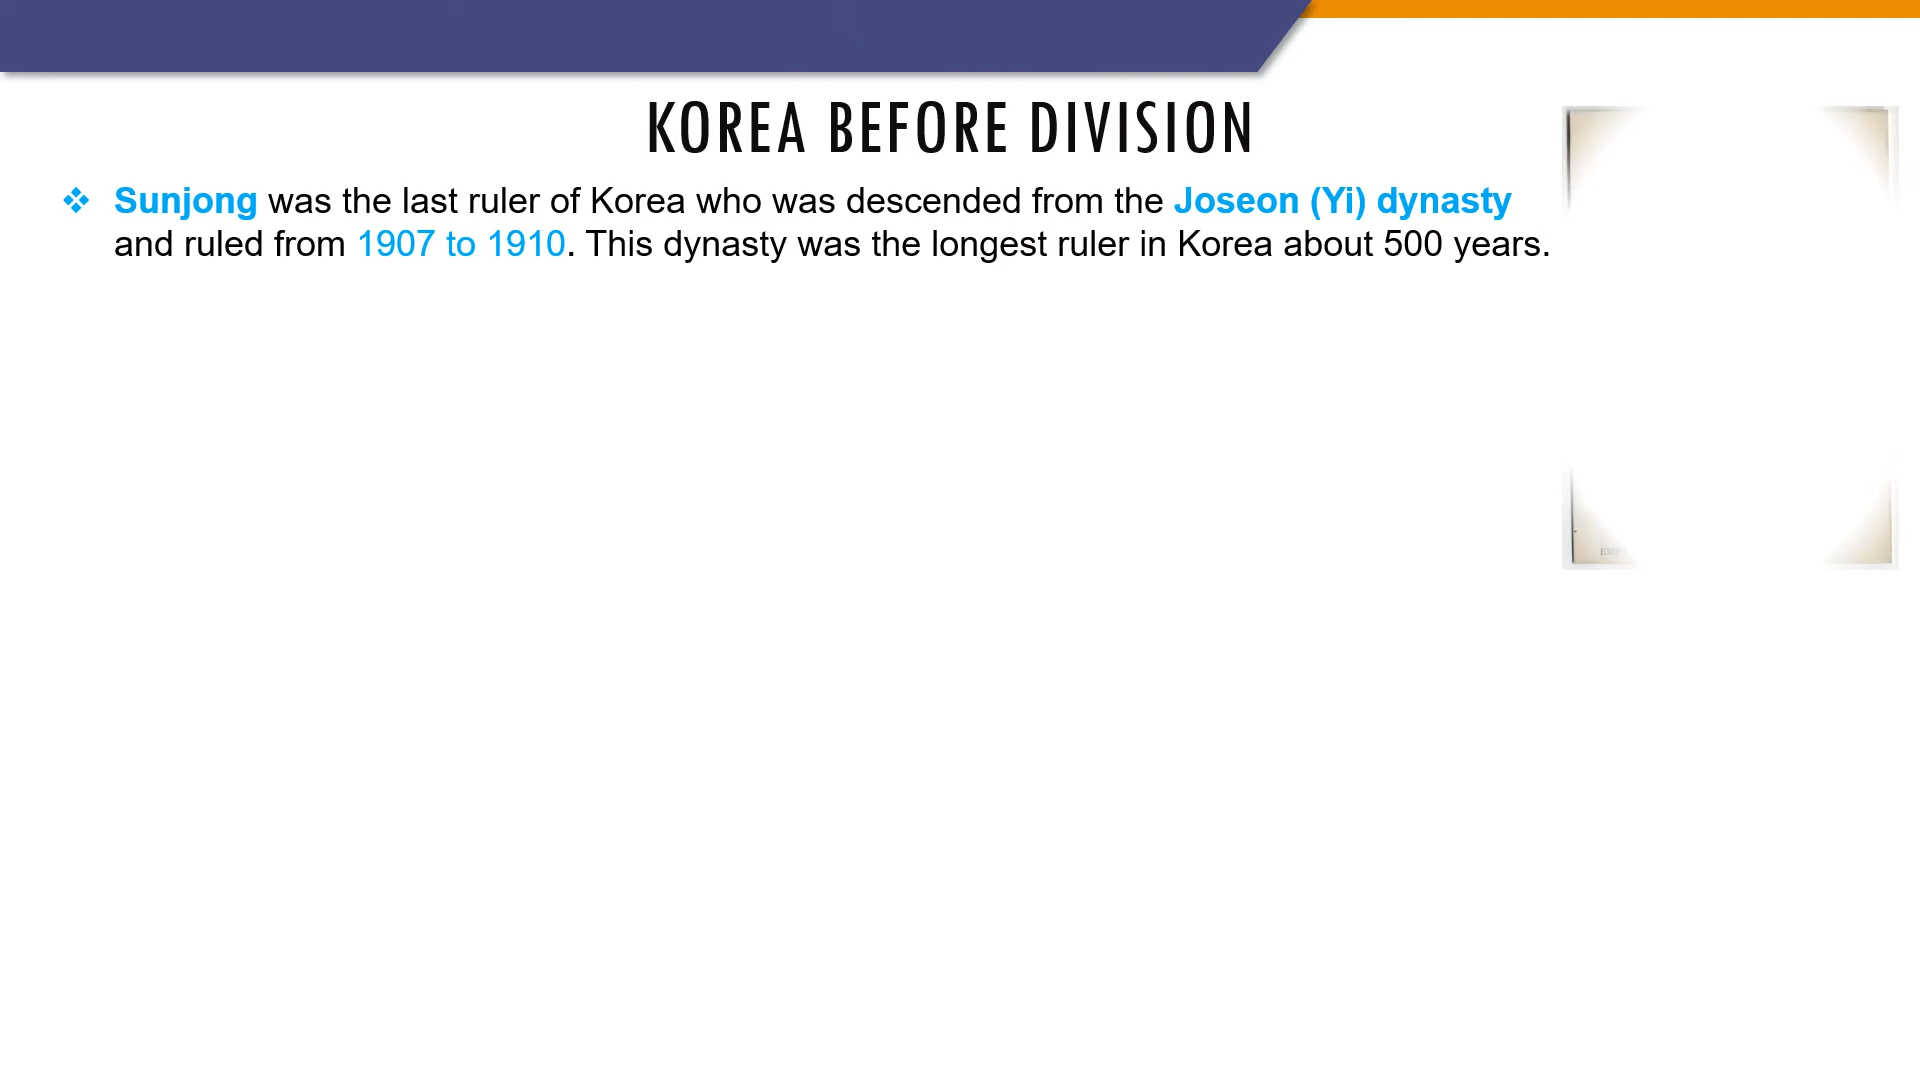 KOREA BEFORE DIVISION
Sunjong was the last ruler of Korea who was descended from the Joseon (Yi) dynasty
and ruled from 1907 to 1910. This dynasty was the longest ruler in Korea about 500 years.